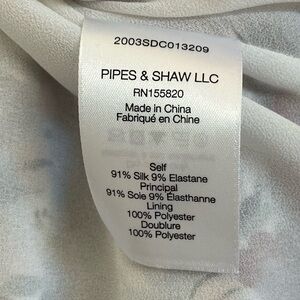 2003SDC013209
PIPES & SHAW LLC
RN155820
Made in China
Fabriqué en Chine
Self
91% Silk 9% Elastane
Principal
91% Soie 9% Élasthanne
Lining
100% Polyester
Doublure
100% Polyester